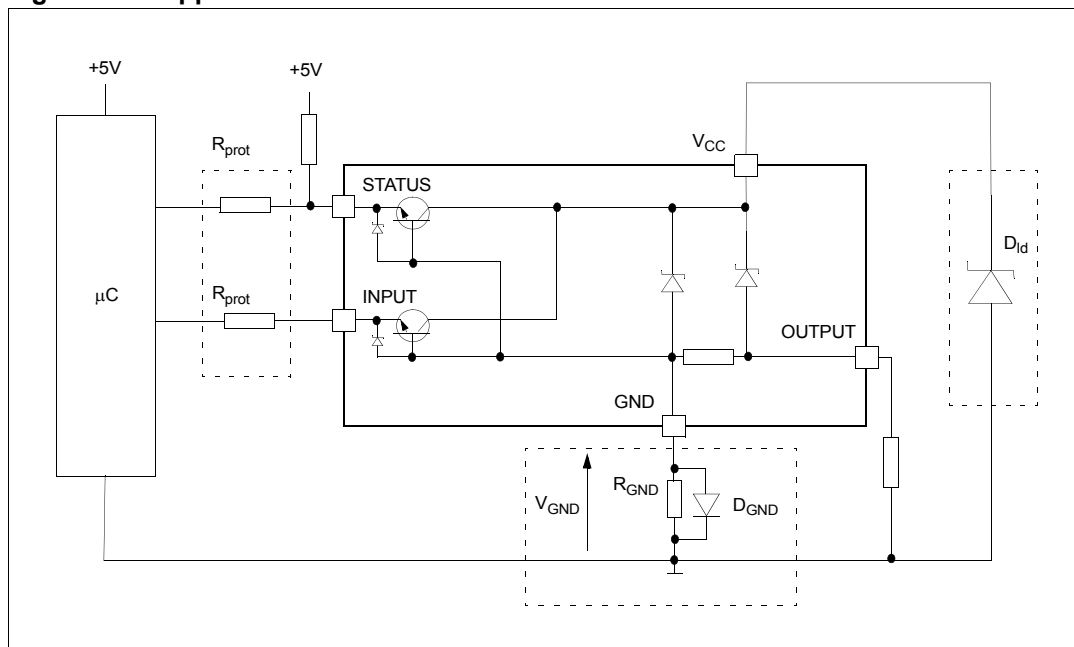 +5V
+5V
R_prot
V_CC
STATUS
D_ld
μC
R_prot
INPUT
OUTPUT
GND
R_GND
V_GND
D_GND